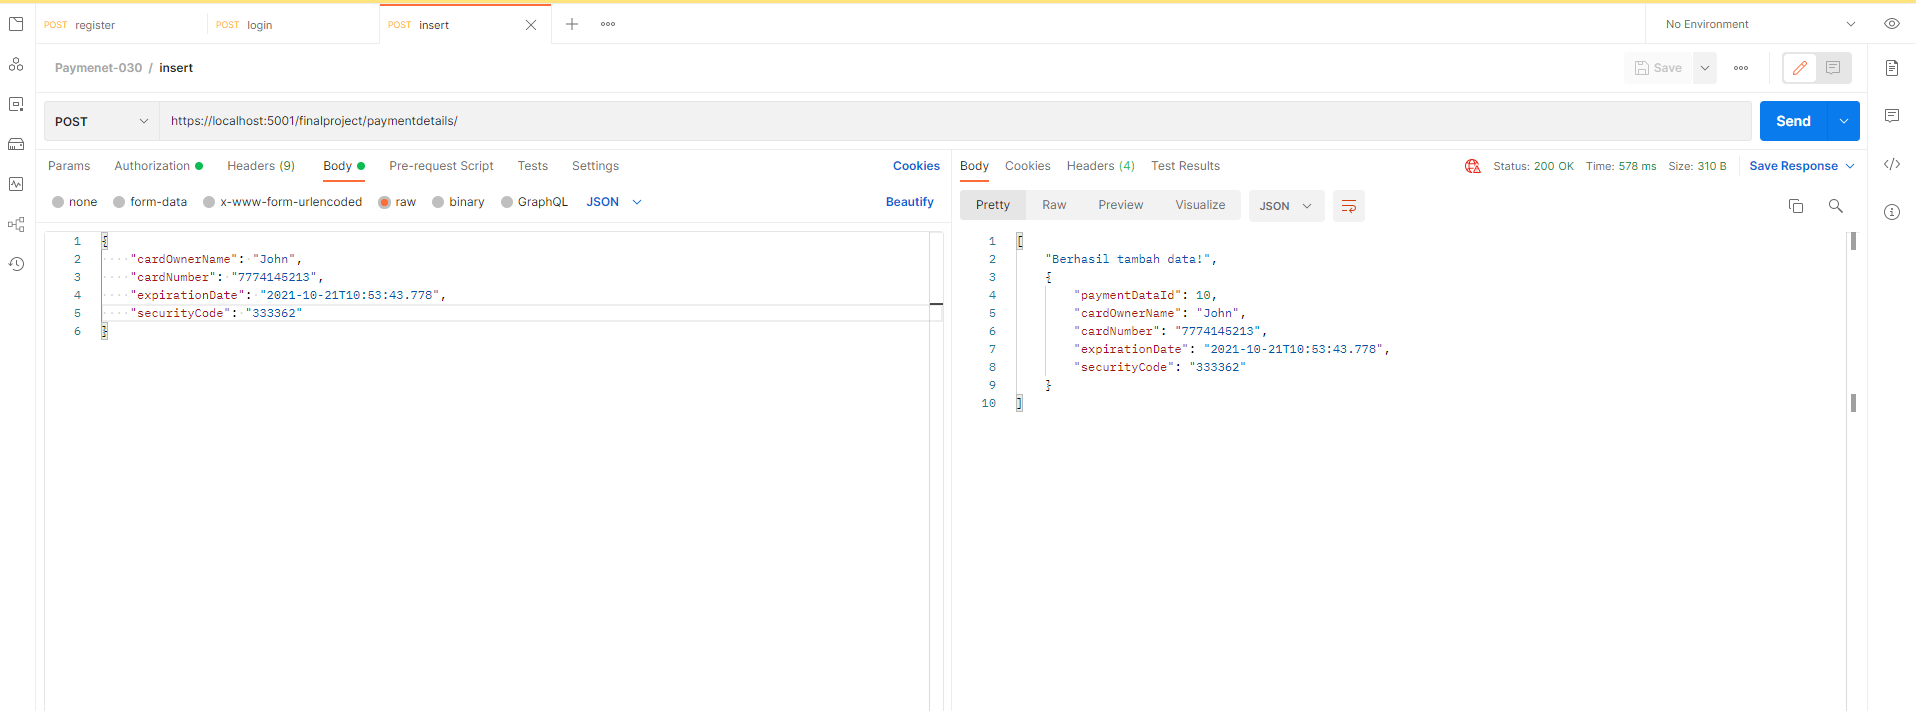 POST register
POST login
POST insert
No Environment
Paymenet-030 / insert
Save
POST
https://localhost:5001/finalproject/paymentdetails/
Send
Params Authorization Headers (9) Body Pre-request Script Tests Settings Cookies
none form-data x-www-form-urlencoded raw binary GraphQL JSON Beautify
1 {
2 "cardOwnerName": "John",
3 "cardNumber": "7774145213",
4 "expirationDate": "2021-10-21T10:53:43.778",
5 "securityCode": "333362"
6 }
Body Cookies Headers (4) Test Results Status: 200 OK Time: 578 ms Size: 310 B Save Response
Pretty Raw Preview Visualize JSON
1 [
2 "Berhasil tambah data!",
3 {
4 "paymentDataId": 10,
5 "cardOwnerName": "John",
6 "cardNumber": "7774145213",
7 "expirationDate": "2021-10-21T10:53:43.778",
8 "securityCode": "333362"
9 }
10 ]